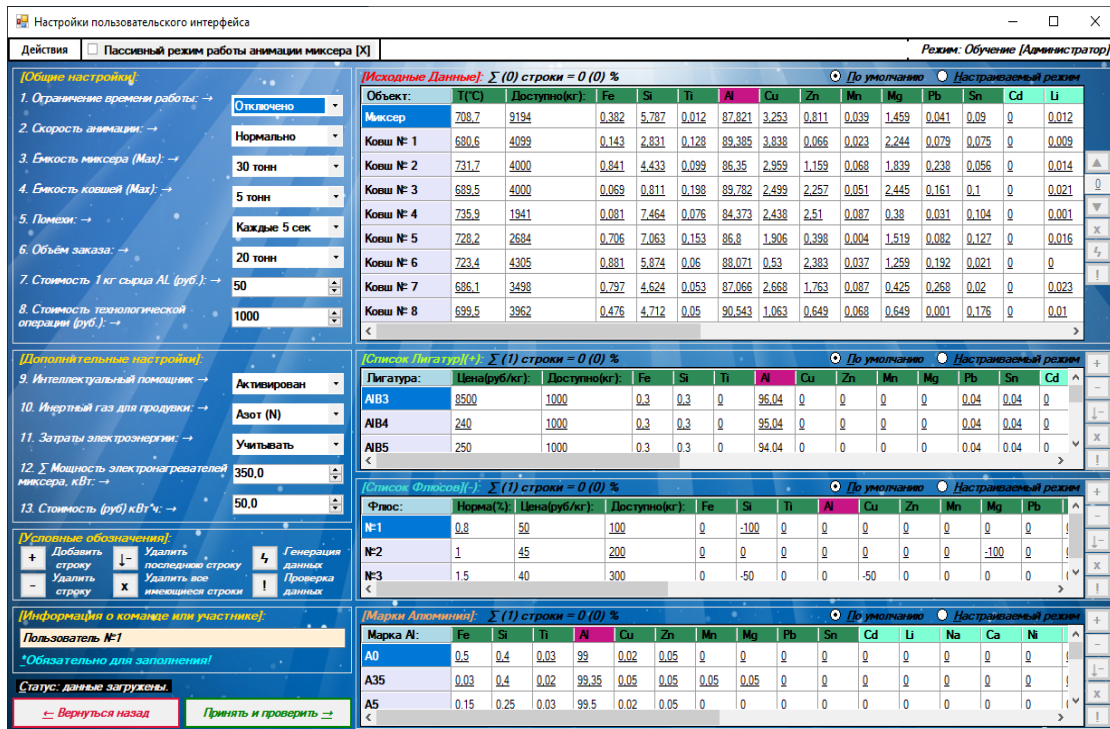 Настройки пользовательского интерфейса
Действия Пассивный режим работы анимации миксера [X] Режим: Обучение [Администратор]
[Общие настройки]:
1. Ограничение времени работы: → Отключено
2. Скорость анимации: → Нормально
3. Емкость миксера (Max): → 30 тонн
4. Емкость ковшей (Max): → 5 тонн
5. Помехи: → Каждые 5 сек
6. Объём заказа: → 20 тонн
7. Стоимость 1 кг сырца AL (руб.): → 50
8. Стоимость технологической
операции (руб.): → 1000
[Дополнительные настройки]:
9. Интеллектуальный помощник → Активирован
10. Инертный газ для продувки: → Азот (N)
11. Затраты электроэнергии: → Учитывать
12. ∑ Мощность электронагревателей
миксера, кВт: → 350,0
13. Стоимость (руб) кВт*ч: → 50,0
[Условные обозначения]:
+ Добавить строку
↓− Удалить последнюю строку
ϟ Генерация данных
− Удалить строку
x Удалить все имеющиеся строки
! Проверка данных
[Информация о команде или участнике]:
Пользователь №1
*Обязательно для заполнения!
Статус: данные загружены.
← Вернуться назад Принять и проверить →
[Исходные Данные]: ∑ (0) строки = 0 (0) % По умолчанию Настраиваемый режим
Объект: T(°C) Доступно(кг): Fe Si Ti Al Cu Zn Mn Mg Pb Sn Cd Li
Миксер 708,7 9194 0,382 5,787 0,012 87,821 3,253 0,811 0,039 1,459 0,041 0,09 0 0,012
Ковш № 1 680,6 4099 0,143 2,831 0,128 89,385 3,838 0,066 0,023 2,244 0,079 0,075 0 0,009
Ковш № 2 731,7 4000 0,841 4,433 0,099 86,35 2,959 1,159 0,068 1,839 0,238 0,056 0 0,014
Ковш № 3 689,5 4000 0,069 0,811 0,198 89,782 2,499 2,257 0,051 2,445 0,161 0,1 0 0,021
Ковш № 4 735,9 1941 0,081 7,464 0,076 84,373 2,438 2,51 0,087 0,38 0,031 0,104 0 0,001
Ковш № 5 728,2 2684 0,706 7,063 0,153 86,8 1,906 0,398 0,004 1,519 0,082 0,127 0 0,016
Ковш № 6 723,4 4305 0,881 5,874 0,06 88,071 0,53 2,383 0,037 1,259 0,192 0,021 0 0
Ковш № 7 686,1 3498 0,797 4,624 0,053 87,066 2,668 1,763 0,087 0,425 0,268 0,02 0 0,023
Ковш № 8 699,5 3962 0,476 4,712 0,05 90,543 1,063 0,649 0,068 0,649 0,001 0,176 0 0,01
0
x
ϟ
!
[Список Лигатур](+): ∑ (1) строки = 0 (0) % По умолчанию Настраиваемый режим
Лигатура: Цена(руб/кг): Доступно(кг): Fe Si Ti Al Cu Zn Mn Mg Pb Sn Cd
AlB3 8500 1000 0,3 0,3 0 96,04 0 0 0 0 0,04 0,04 0
AlB4 240 1000 0,3 0,3 0 95,04 0 0 0 0 0,04 0,04 0
AlB5 250 1000 0,3 0,3 0 94,04 0 0 0 0 0,04 0,04 0
+
−
↓−
x
!
[Список Флюсов](-): ∑ (1) строки = 0 (0) % По умолчанию Настраиваемый режим
Флюс: Норма(%): Цена(руб/кг): Доступно(кг): Fe Si Ti Al Cu Zn Mn Mg Pb
№1 0,8 50 100 0 -100 0 0 0 0 0 0 0
№2 1 45 200 0 0 0 0 0 0 0 -100 0
№3 1,5 40 300 0 -50 0 0 -50 0 0 0 0
+
−
↓−
x
!
[Марки Алюминия]: ∑ (1) строки = 0 (0) % По умолчанию Настраиваемый режим
Марка Al: Fe Si Ti Al Cu Zn Mn Mg Pb Sn Cd Li Na Ca Ni
A0 0,5 0,4 0,03 99 0,02 0,05 0 0 0 0 0 0 0 0 0
A35 0,03 0,4 0,02 99,35 0,05 0,05 0,05 0,05 0 0 0 0 0 0 0
A5 0,15 0,25 0,03 99,5 0,02 0,05 0 0 0 0 0 0 0 0 0
+
−
↓−
x
!